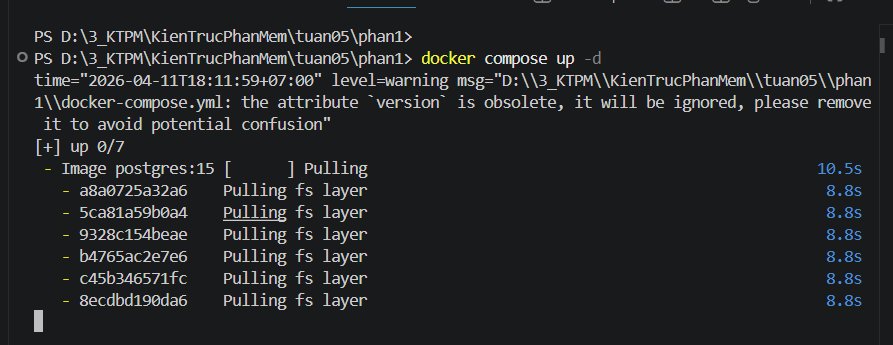 PS D:\3_KTPM\KienTrucPhanMem\tuan05\phan1>
PS D:\3_KTPM\KienTrucPhanMem\tuan05\phan1> docker compose up -d
time="2026-04-11T18:11:59+07:00" level=warning msg="D:\\3_KTPM\\KienTrucPhanMem\\tuan05\\phan
1\\docker-compose.yml: the attribute `version` is obsolete, it will be ignored, please remove
 it to avoid potential confusion"
[+] up 0/7
 - Image postgres:15 [      ] Pulling 10.5s
   - a8a0725a32a6    Pulling fs layer 8.8s
   - 5ca81a59b0a4    Pulling fs layer 8.8s
   - 9328c154beae    Pulling fs layer 8.8s
   - b4765ac2e7e6    Pulling fs layer 8.8s
   - c45b346571fc    Pulling fs layer 8.8s
   - 8ecdbd190da6    Pulling fs layer 8.8s